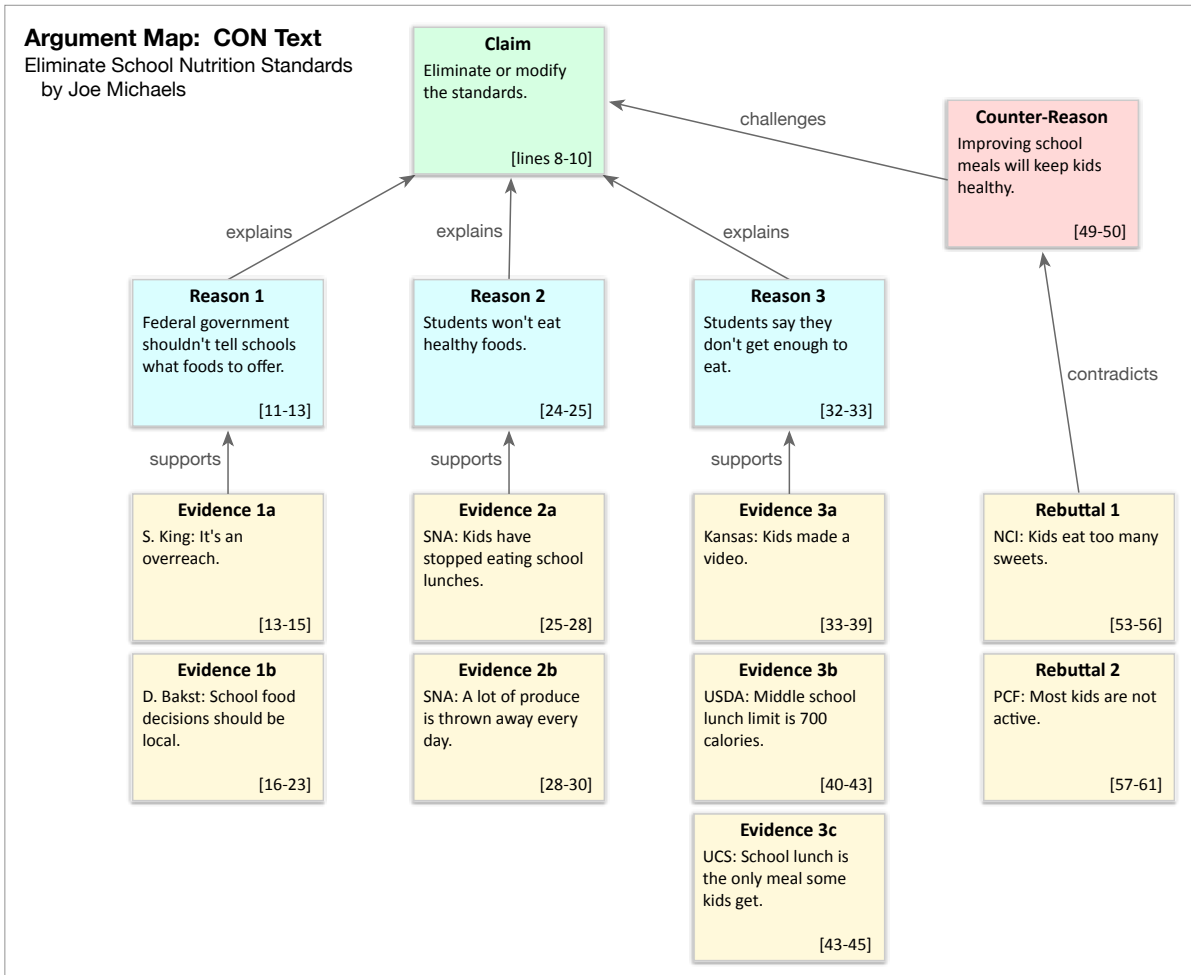 Argument Map:  CON Text
Eliminate School Nutrition Standards
by Joe Michaels
Claim
Eliminate or modify
the standards.
[lines 8-10]
challenges
Counter-Reason
Improving school
meals will keep kids
healthy.
[49-50]
explains
explains
explains
Reason 1
Federal government
shouldn't tell schools
what foods to offer.
[11-13]
Reason 2
Students won't eat
healthy foods.
[24-25]
Reason 3
Students say they
don't get enough to
eat.
[32-33]
contradicts
supports
supports
supports
Evidence 1a
S. King: It's an
overreach.
[13-15]
Evidence 2a
SNA: Kids have
stopped eating school
lunches.
[25-28]
Evidence 3a
Kansas: Kids made a
video.
[33-39]
Rebuttal 1
NCI: Kids eat too many
sweets.
[53-56]
Evidence 1b
D. Bakst: School food
decisions should be
local.
[16-23]
Evidence 2b
SNA: A lot of produce
is thrown away every
day.
[28-30]
Evidence 3b
USDA: Middle school
lunch limit is 700
calories.
[40-43]
Rebuttal 2
PCF: Most kids are not
active.
[57-61]
Evidence 3c
UCS: School lunch is
the only meal some
kids get.
[43-45]